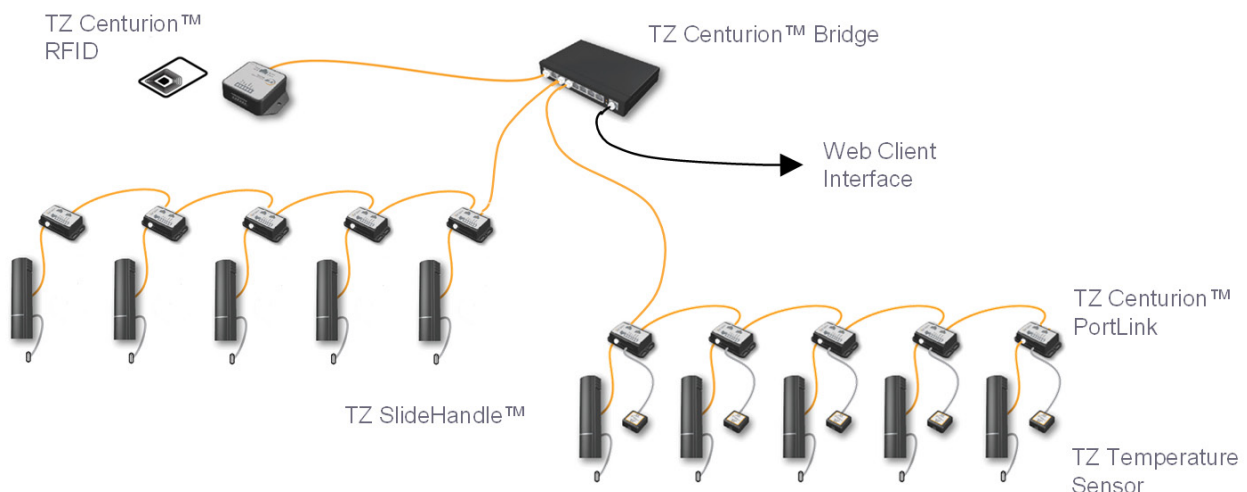 TZ Centurion™
RFID
TZ Centurion™ Bridge
Web Client
Interface
TZ Centurion™
PortLink
TZ SlideHandle™
TZ Temperature
Sensor